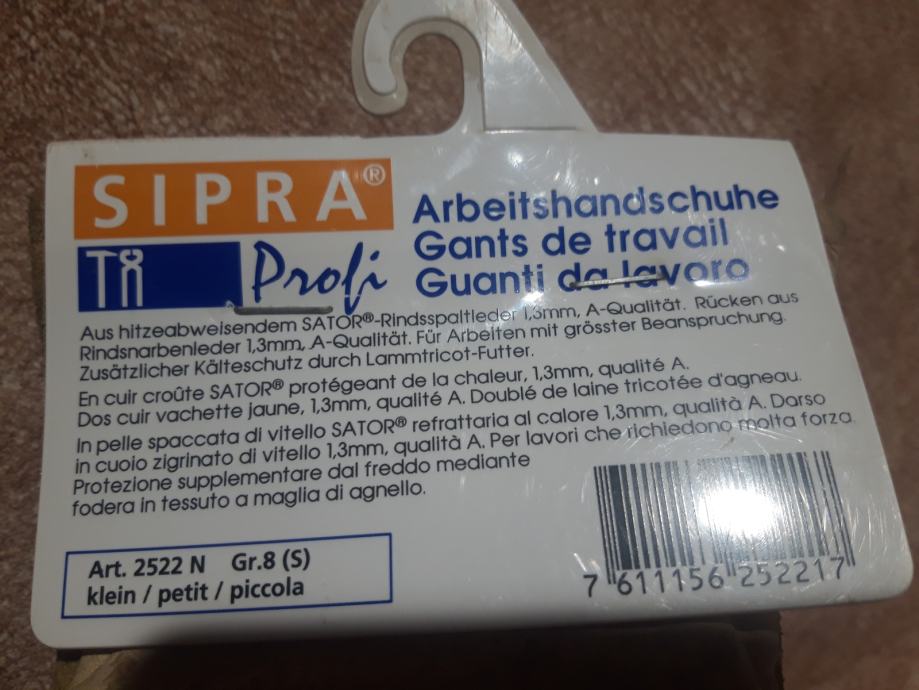 SIPRA®
Profi
Arbeitshandschuhe
Gants de travail
Guanti da lavoro
Aus hitzeabweisendem SATOR®-Rindsspaltleder 1,3mm, A-Qualität. Rücken aus
Rindsnarbenleder 1,3mm, A-Qualität. Für Arbeiten mit grösster Beanspruchung.
Zusätzlicher Kälteschutz durch Lammtricot-Futter.
En cuir croûte SATOR® protégeant de la chaleur, 1,3mm, qualité A.
Dos cuir vachette jaune, 1,3mm, qualité A. Doublé de laine tricotée d'agneau.
In pelle spaccata di vitello SATOR® refrattaria al calore 1,3mm, qualità A. Darso
in cuoio zigrinato di vitello 1,3mm, qualità A. Per lavori che richiedono molta forza.
Protezione supplementare dal freddo mediante
fodera in tessuto a maglia di agnello.
Art. 2522 N Gr.8 (S)
klein / petit / piccola
7 611156 252217